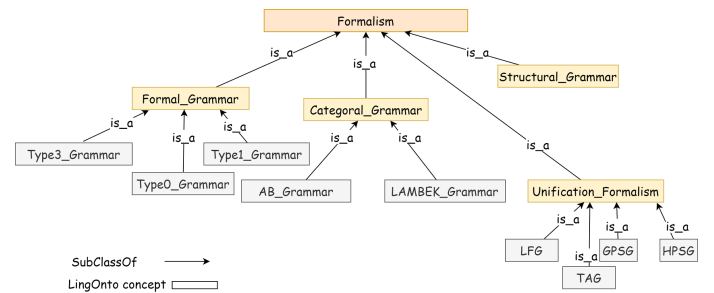 Formalism
is_a
is_a
is_a
is_a
Structural_Grammar
Formal_Grammar
Categoral_Grammar
is_a
is_a
is_a
is_a
is_a
is_a
Type3_Grammar
Type0_Grammar
Type1_Grammar
AB_Grammar
LAMBEK_Grammar
Unification_Formalism
is_a
is_a
is_a
is_a
LFG
TAG
GPSG
HPSG
SubClassOf
LingOnto concept